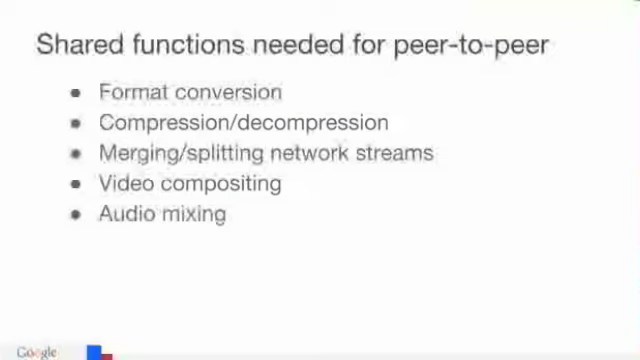 Shared functions needed for peer-to-peer
● Format conversion
● Compression/decompression
● Merging/splitting network streams
● Video compositing
● Audio mixing
Google